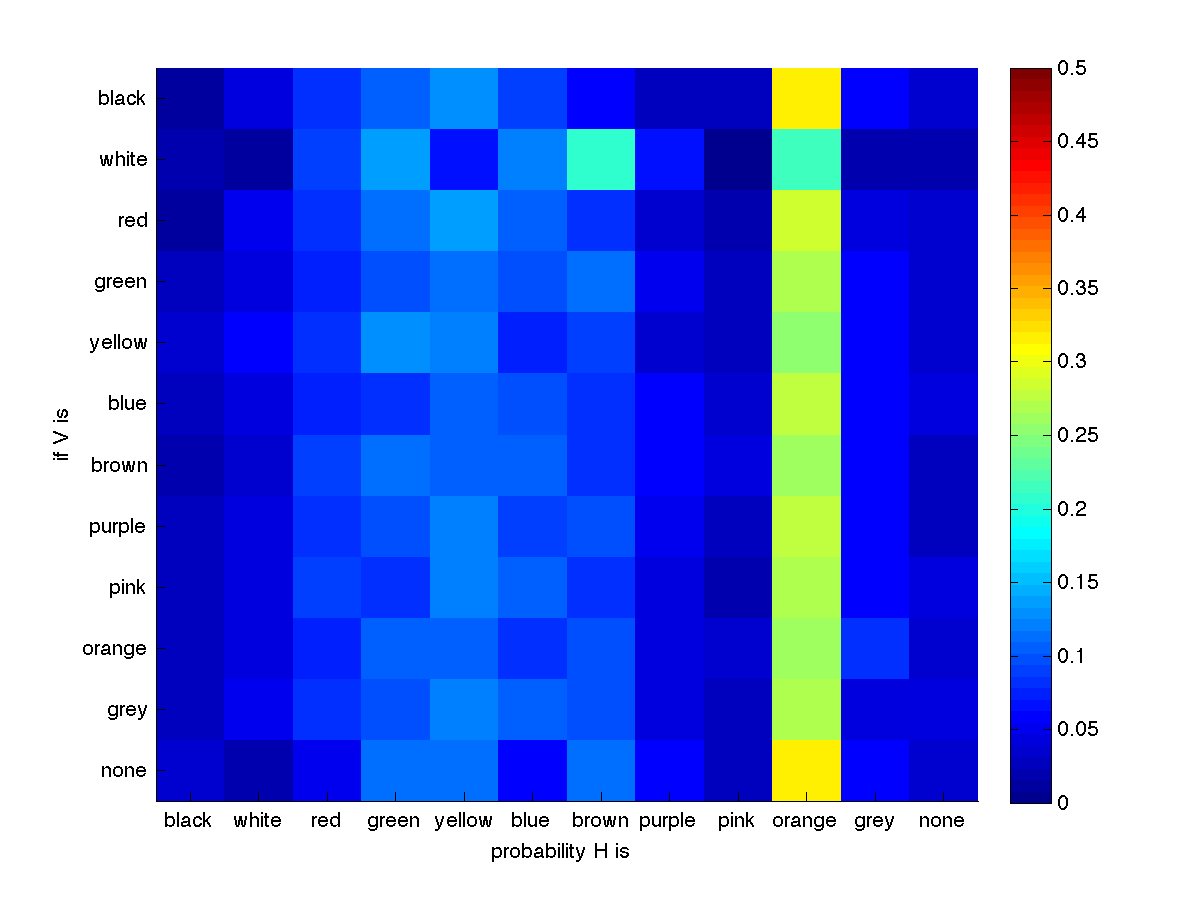 black
white
red
green
yellow
blue
brown
purple
pink
orange
grey
none
if V is
black white red green yellow blue brown purple pink orange grey none
probability H is
0.5
0.45
0.4
0.35
0.3
0.25
0.2
0.15
0.1
0.05
0